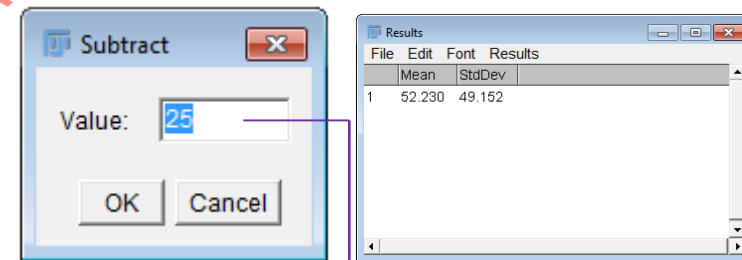 Subtract
Value: 25
OK Cancel
Results
File Edit Font Results
Mean StdDev
1 52.230 49.152